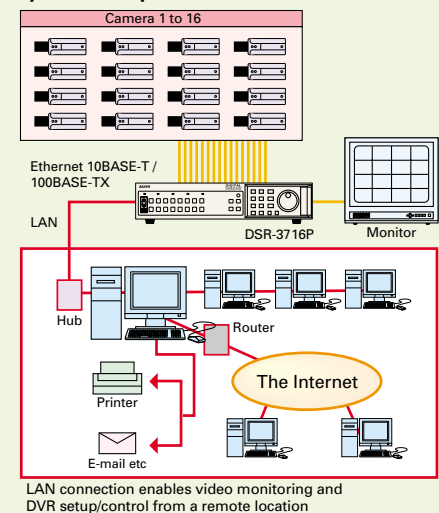 Camera 1 to 16
Ethernet 10BASE-T /
100BASE-TX
LAN
SANYO
DSR-3716P
Monitor
Hub
Router
Printer
The Internet
E-mail etc
LAN connection enables video monitoring and
DVR setup/control from a remote location